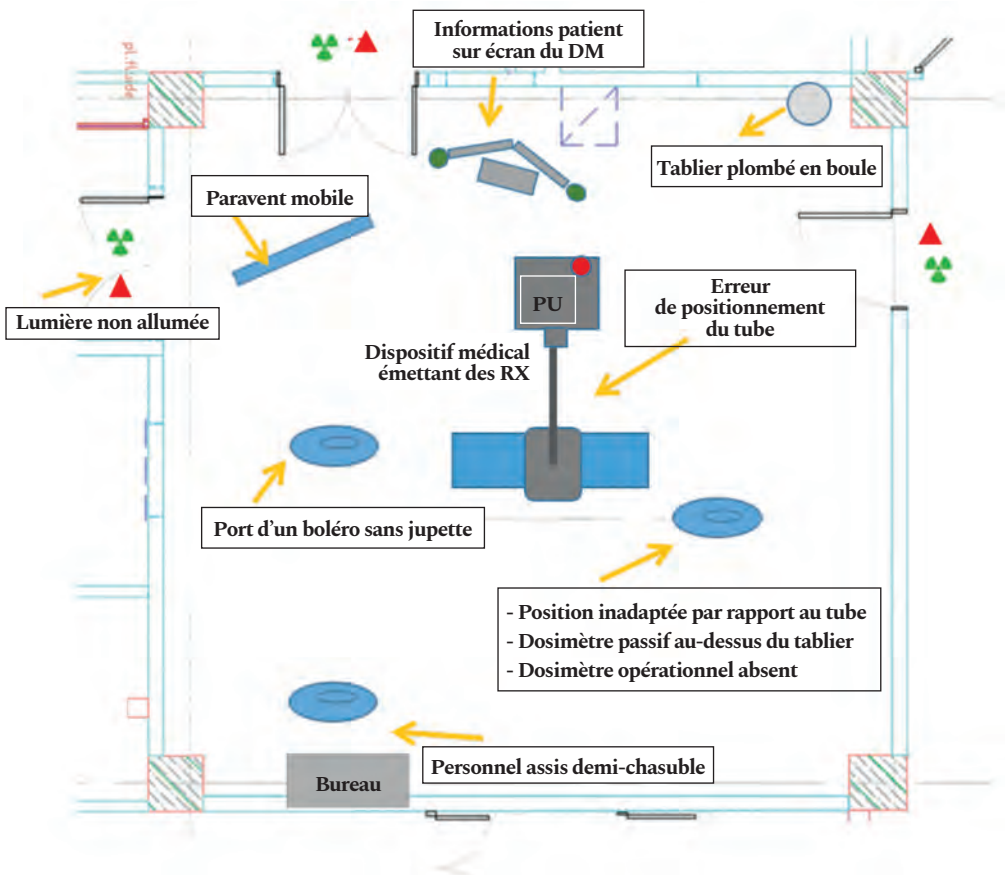 pl.fluide
Informations patient
sur écran du DM
Tablier plombé en boule
Paravent mobile
Lumière non allumée
PU
Erreur
de positionnement
du tube
Dispositif médical
émettant des RX
Port d'un boléro sans jupette
- Position inadaptée par rapport au tube
- Dosimètre passif au-dessus du tablier
- Dosimètre opérationnel absent
Personnel assis demi-chasuble
Bureau